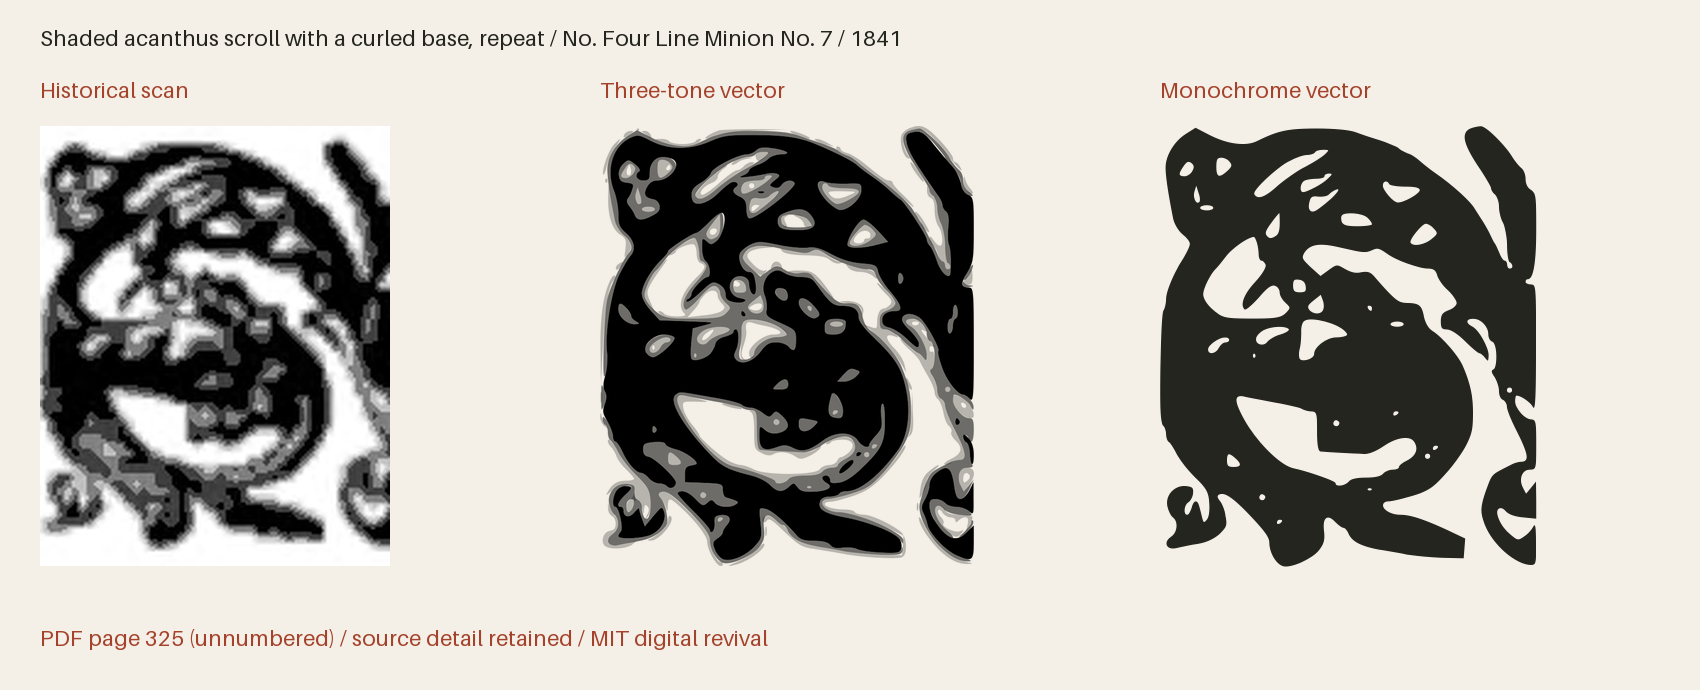 Shaded acanthus scroll with a curled base, repeat / No. Four Line Minion No. 7 / 1841
Historical scan
Three-tone vector
Monochrome vector
PDF page 325 (unnumbered) / source detail retained / MIT digital revival